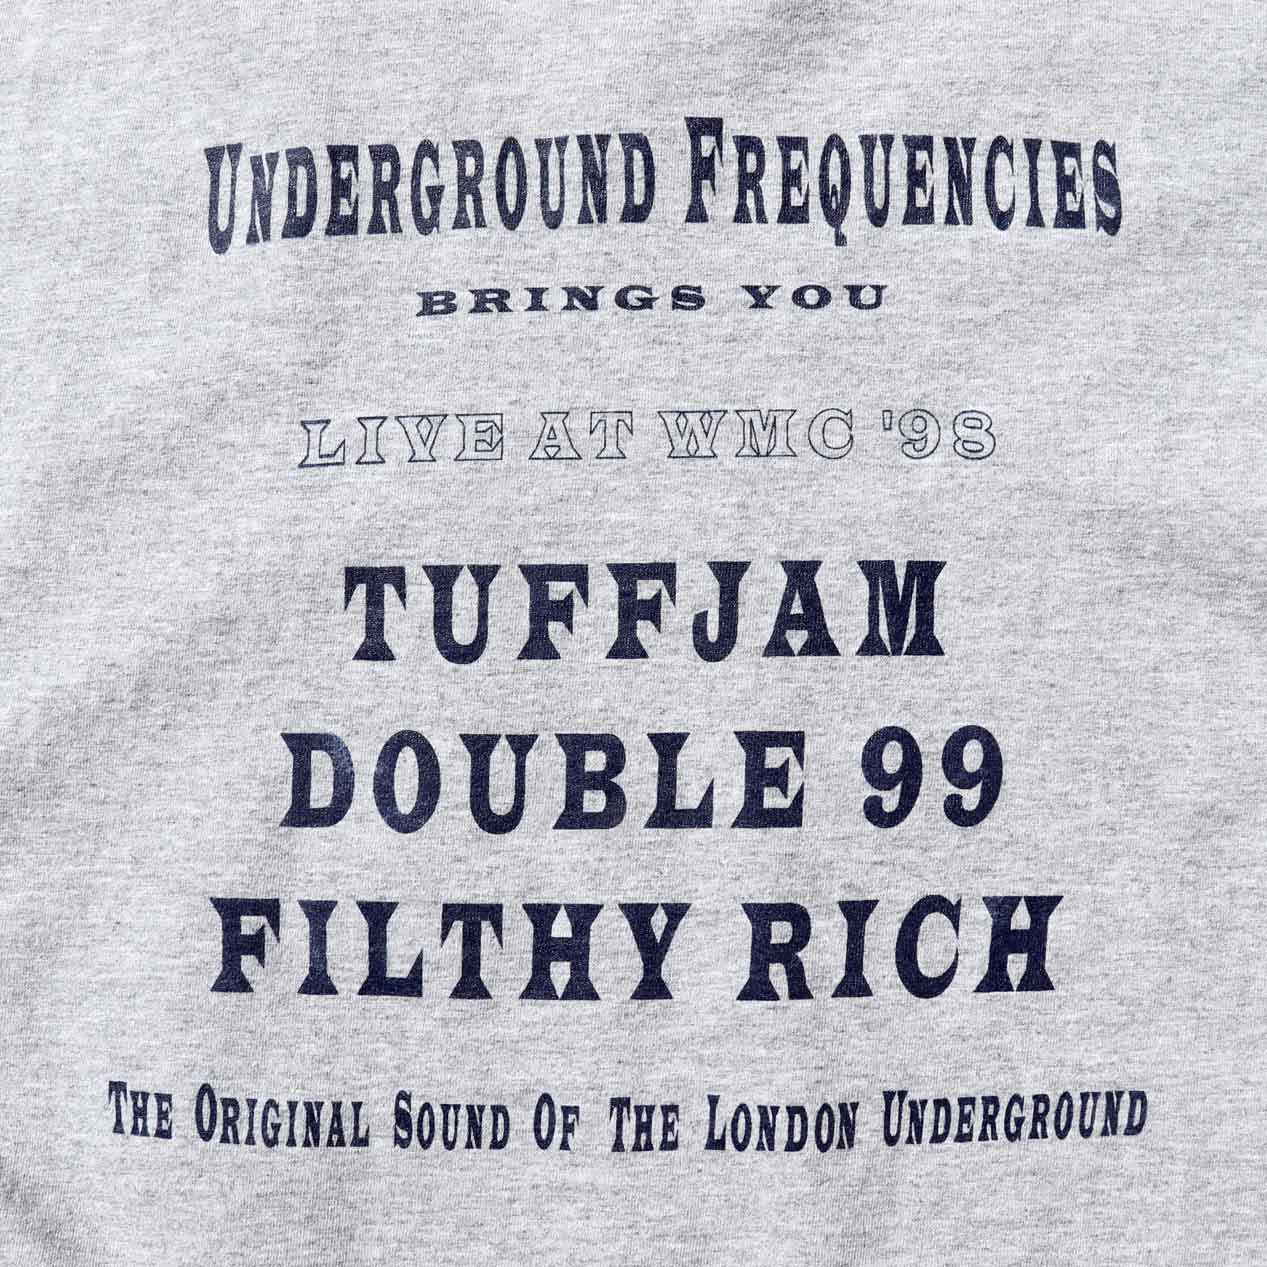 UNDERGROUND FREQUENCIES
BRINGS YOU
LIVE AT WMC '98
TUFFJAM
DOUBLE 99
FILTHY RICH
THE ORIGINAL SOUND OF THE LONDON UNDERGROUND